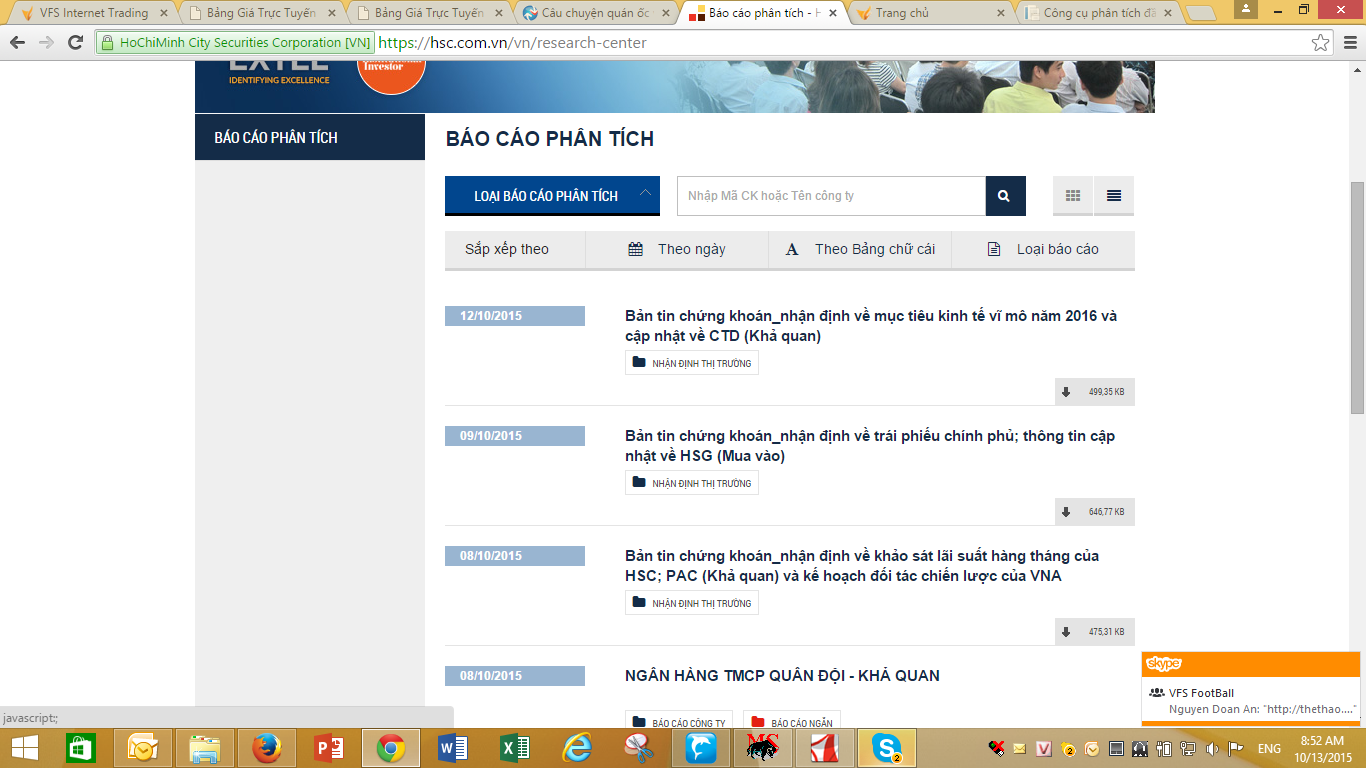 VFS Internet Trading
Bảng Giá Trực Tuyến
Bảng Giá Trực Tuyến
Câu chuyện quán ốc
Báo cáo phân tích - H
Trang chủ
Công cụ phân tích đầ
HoChiMinh City Securities Corporation [VN]
https://hsc.com.vn/vn/research-center
IDENTIFYING EXCELLENCE
Investor
BÁO CÁO PHÂN TÍCH
BÁO CÁO PHÂN TÍCH
LOẠI BÁO CÁO PHÂN TÍCH
Nhập Mã CK hoặc Tên công ty
Sắp xếp theo
Theo ngày
A Theo Bảng chữ cái
Loại báo cáo
12/10/2015
Bản tin chứng khoán_nhận định về mục tiêu kinh tế vĩ mô năm 2016 và
cập nhật về CTD (Khả quan)
NHẬN ĐỊNH THỊ TRƯỜNG
499,35 KB
09/10/2015
Bản tin chứng khoán_nhận định về trái phiếu chính phủ; thông tin cập
nhật về HSG (Mua vào)
NHẬN ĐỊNH THỊ TRƯỜNG
646,77 KB
08/10/2015
Bản tin chứng khoán_nhận định về khảo sát lãi suất hàng tháng của
HSC; PAC (Khả quan) và kế hoạch đối tác chiến lược của VNA
NHẬN ĐỊNH THỊ TRƯỜNG
475,31 KB
08/10/2015
NGÂN HÀNG TMCP QUÂN ĐỘI - KHẢ QUAN
BÁO CÁO CÔNG TY
BÁO CÁO NGẮN
skype
VFS FootBall
Nguyen Doan An: "http://thethao...."
javascript:;
ENG
8:52 AM
10/13/2015